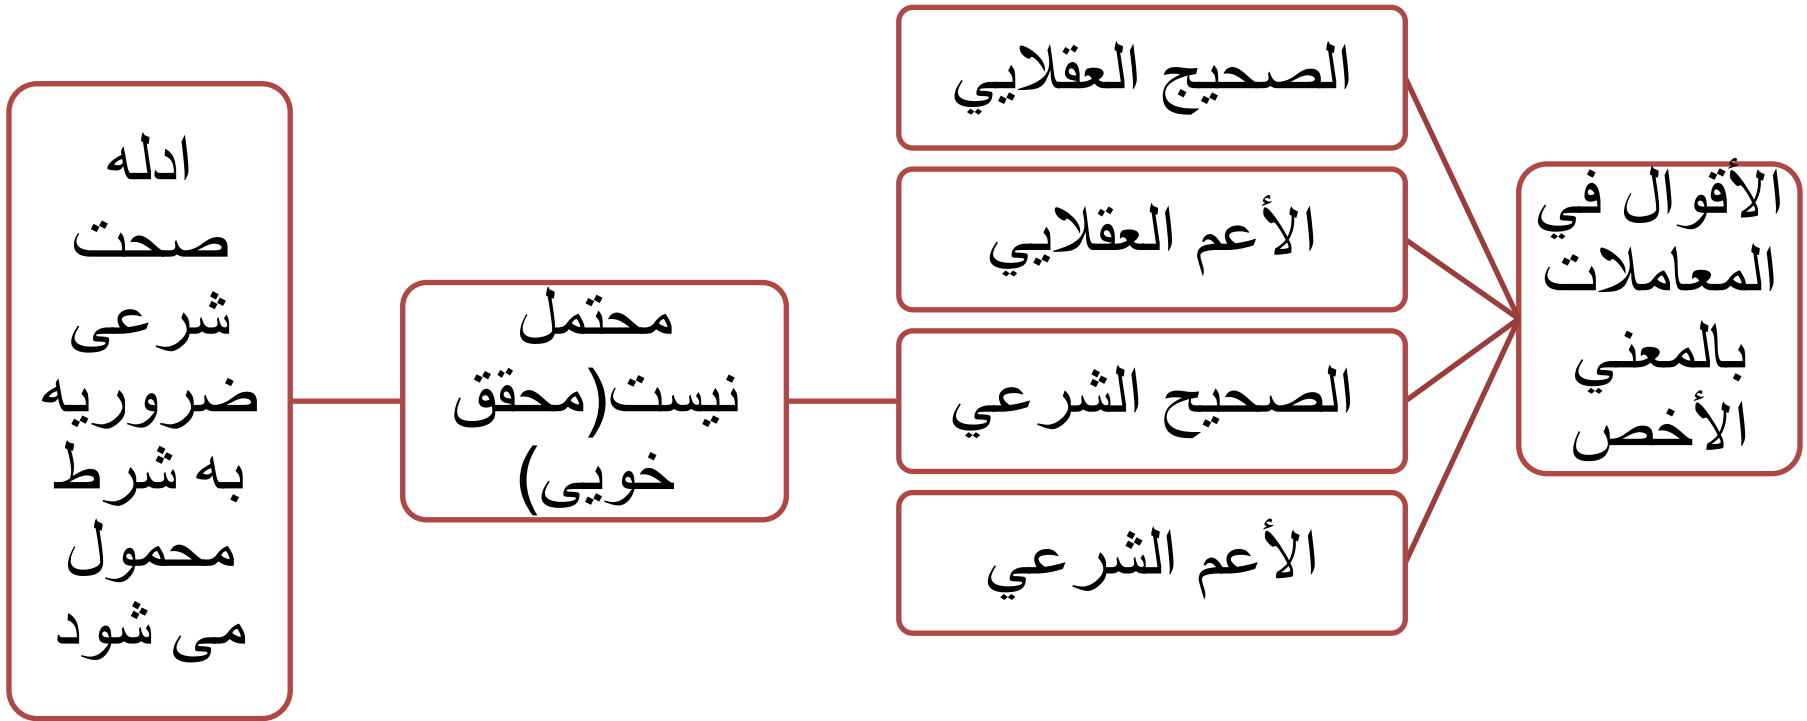 الأقوال في
المعاملات
بالمعني
الأخص
الصحيج العقلايي
الأعم العقلايي
الصحيح الشرعي
الأعم الشرعي
محتمل
نیست(محقق
خویی)
ادله
صحت
شرعی
ضروریه
به شرط
محمول
می شود